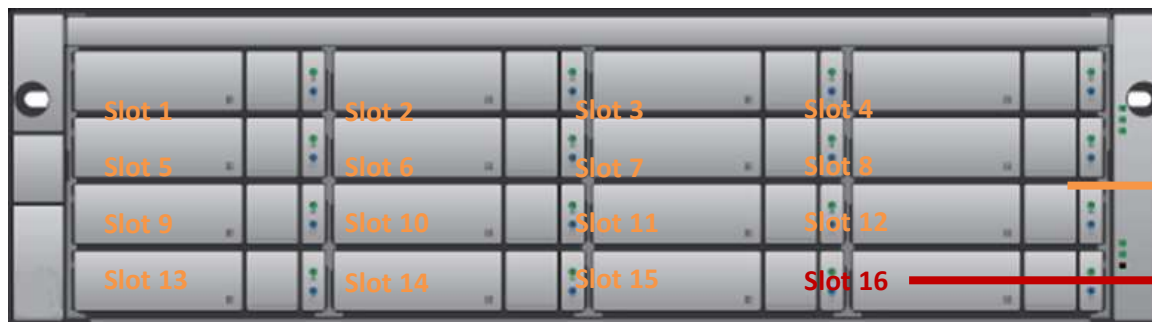 Slot 1 Slot 2 Slot 3 Slot 4
Slot 5 Slot 6 Slot 7 Slot 8
Slot 9 Slot 10 Slot 11 Slot 12
Slot 13 Slot 14 Slot 15 Slot 16